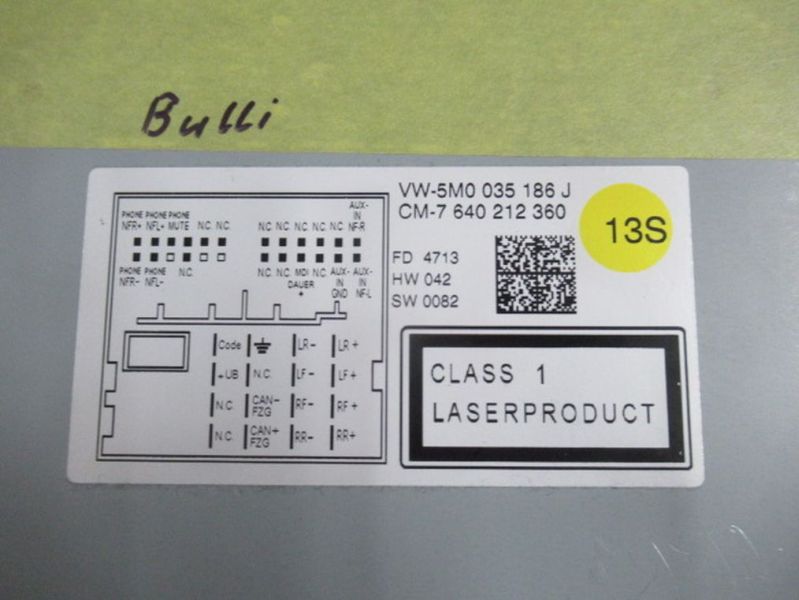 Bulli
VW-5M0 035 186 J
CM-7 640 212 360
13S
FD 4713
HW 042
SW 0082
PHONE NFR+ PHONE NFL+ PHONE MUTE N.C. N.C. N.C. N.C. N.C. N.C. AUX-IN NF-R
PHONE NFR- PHONE NFL- N.C. N.C. N.C. MDI DAUER + N.C. AUX-IN GND AUX-IN NF-L
Code LR- LR+
+UB N.C. LF- LF+
N.C. CAN-FZG RF- RF+
N.C. CAN+FZG RR- RR+
CLASS 1
LASERPRODUCT